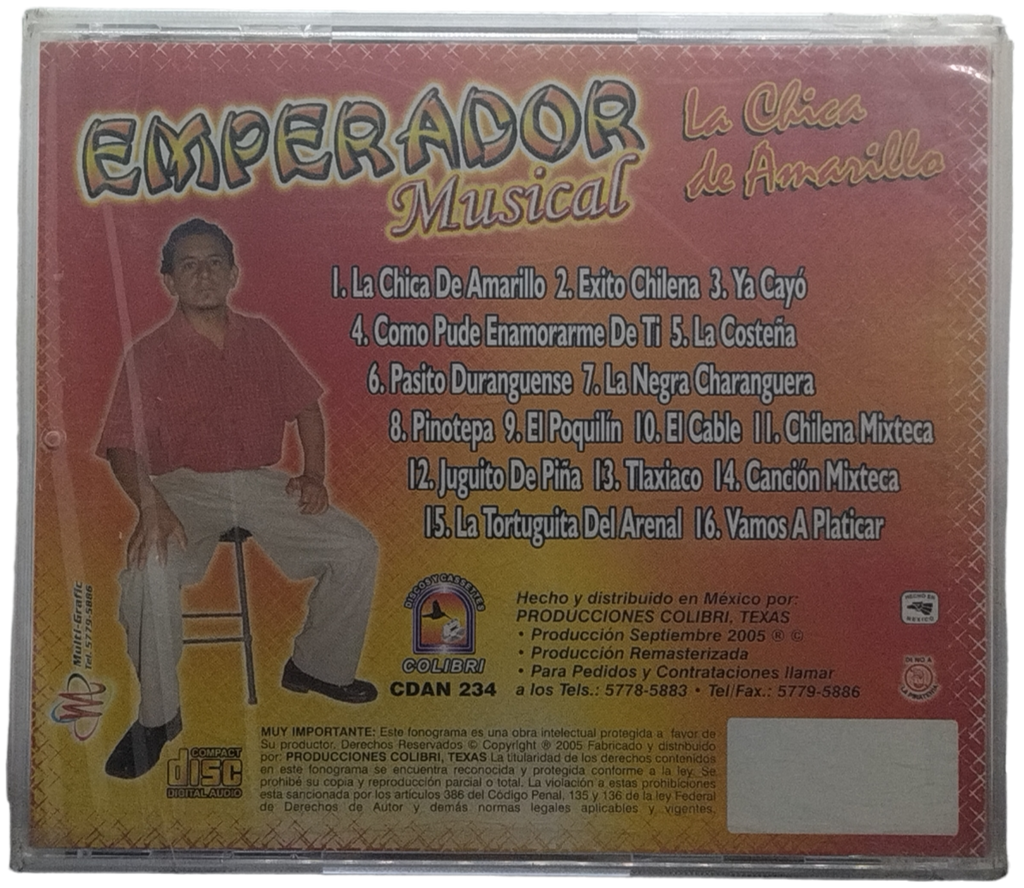 EMPERADOR
Musical
La Chica
de Amarillo
1. La Chica De Amarillo 2. Exito Chilena 3. Ya Cayó
4. Como Pude Enamorarme De Ti 5. La Costeña
6. Pasito Duranguense 7. La Negra Charanguera
8. Pinotepa 9. El Poquilín 10. El Cable 11. Chilena Mixteca
12. Juguito De Piña 13. Tlaxiaco 14. Canción Mixteca
15. La Tortuguita Del Arenal 16. Vamos A Platicar
Multi-Grafic
Tel. 5779-5886
DISCOS Y CASSETTES
COLIBRI
CDAN 234
Hecho y distribuido en México por:
PRODUCCIONES COLIBRI, TEXAS
• Producción Septiembre 2005 ® ©
• Producción Remasterizada
• Para Pedidos y Contrataciones llamar
a los Tels.: 5778-5883 • Tel/Fax.: 5779-5886
HECHO EN
MEXICO
DI NO A
LA PIRATERIA
COMPACT
disc
DIGITAL AUDIO
MUY IMPORTANTE: Este fonograma es una obra intelectual protegida a favor de
Su productor. Derechos Reservados © Copyright ® 2005 Fabricado y distribuido
por: PRODUCCIONES COLIBRI, TEXAS La titularidad de los derechos contenidos
en este fonograma se encuentra reconocida y protegida conforme a la ley. Se
prohibe su copia y reproducción parcial o total. La violación a estas prohibiciones
esta sancionada por los articulos 386 del Código Penal, 135 y 136 de la ley Federal
de Derechos de Autor y demás normas legales aplicables y vigentes.